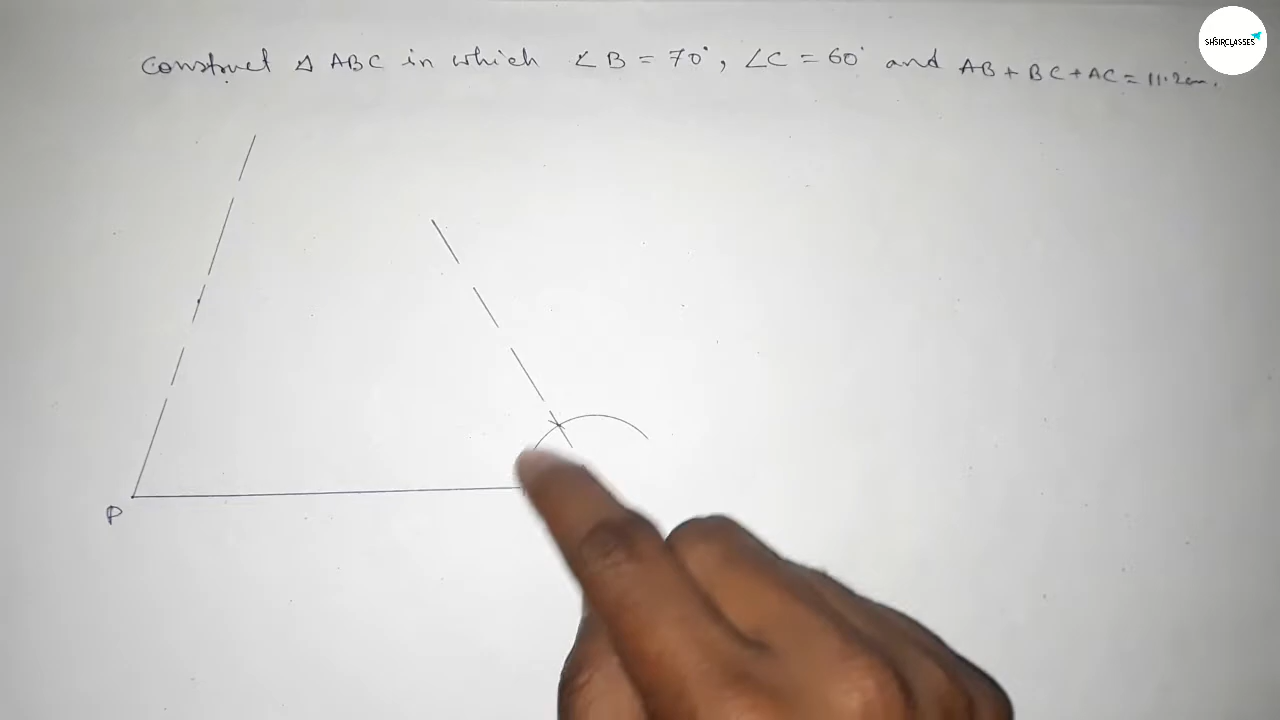 Construct △ ABC in which ∠B = 70°, ∠C = 60° and AB + BC + AC = 11.2cm.
SHSIRCLASSES
P